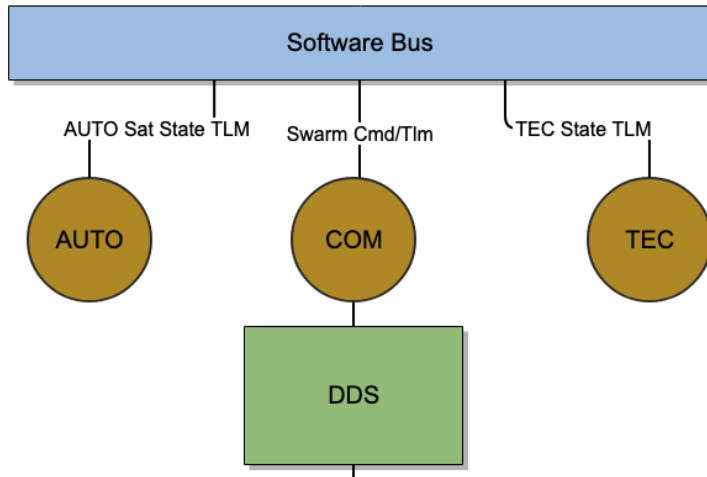 Software Bus
AUTO Sat State TLM
Swarm Cmd/Tlm
TEC State TLM
AUTO
COM
TEC
DDS